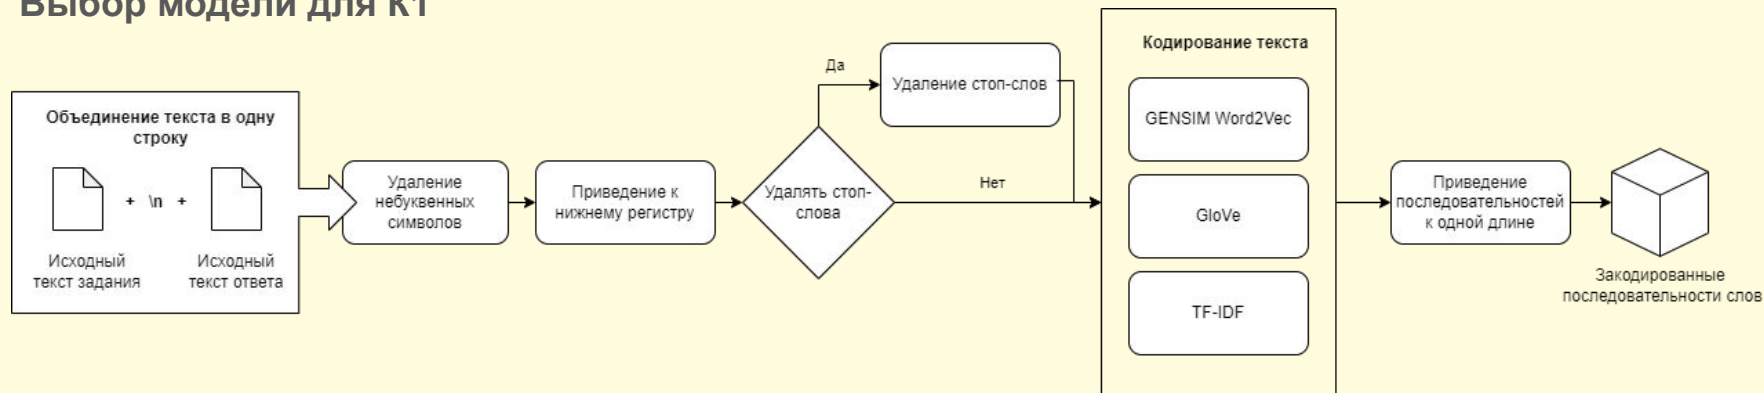 Выбор модели для К1
Объединение текста в одну
строку
+ \n +
Исходный
текст задания
Исходный
текст ответа
Удаление
небуквенных
символов
Приведение к
нижнему регистру
Удалять стоп-
слова
Да
Удаление стоп-слов
Нет
Кодирование текста
GENSIM Word2Vec
GloVe
TF-IDF
Приведение
последовательностей
к одной длине
Закодированные
последовательности слов